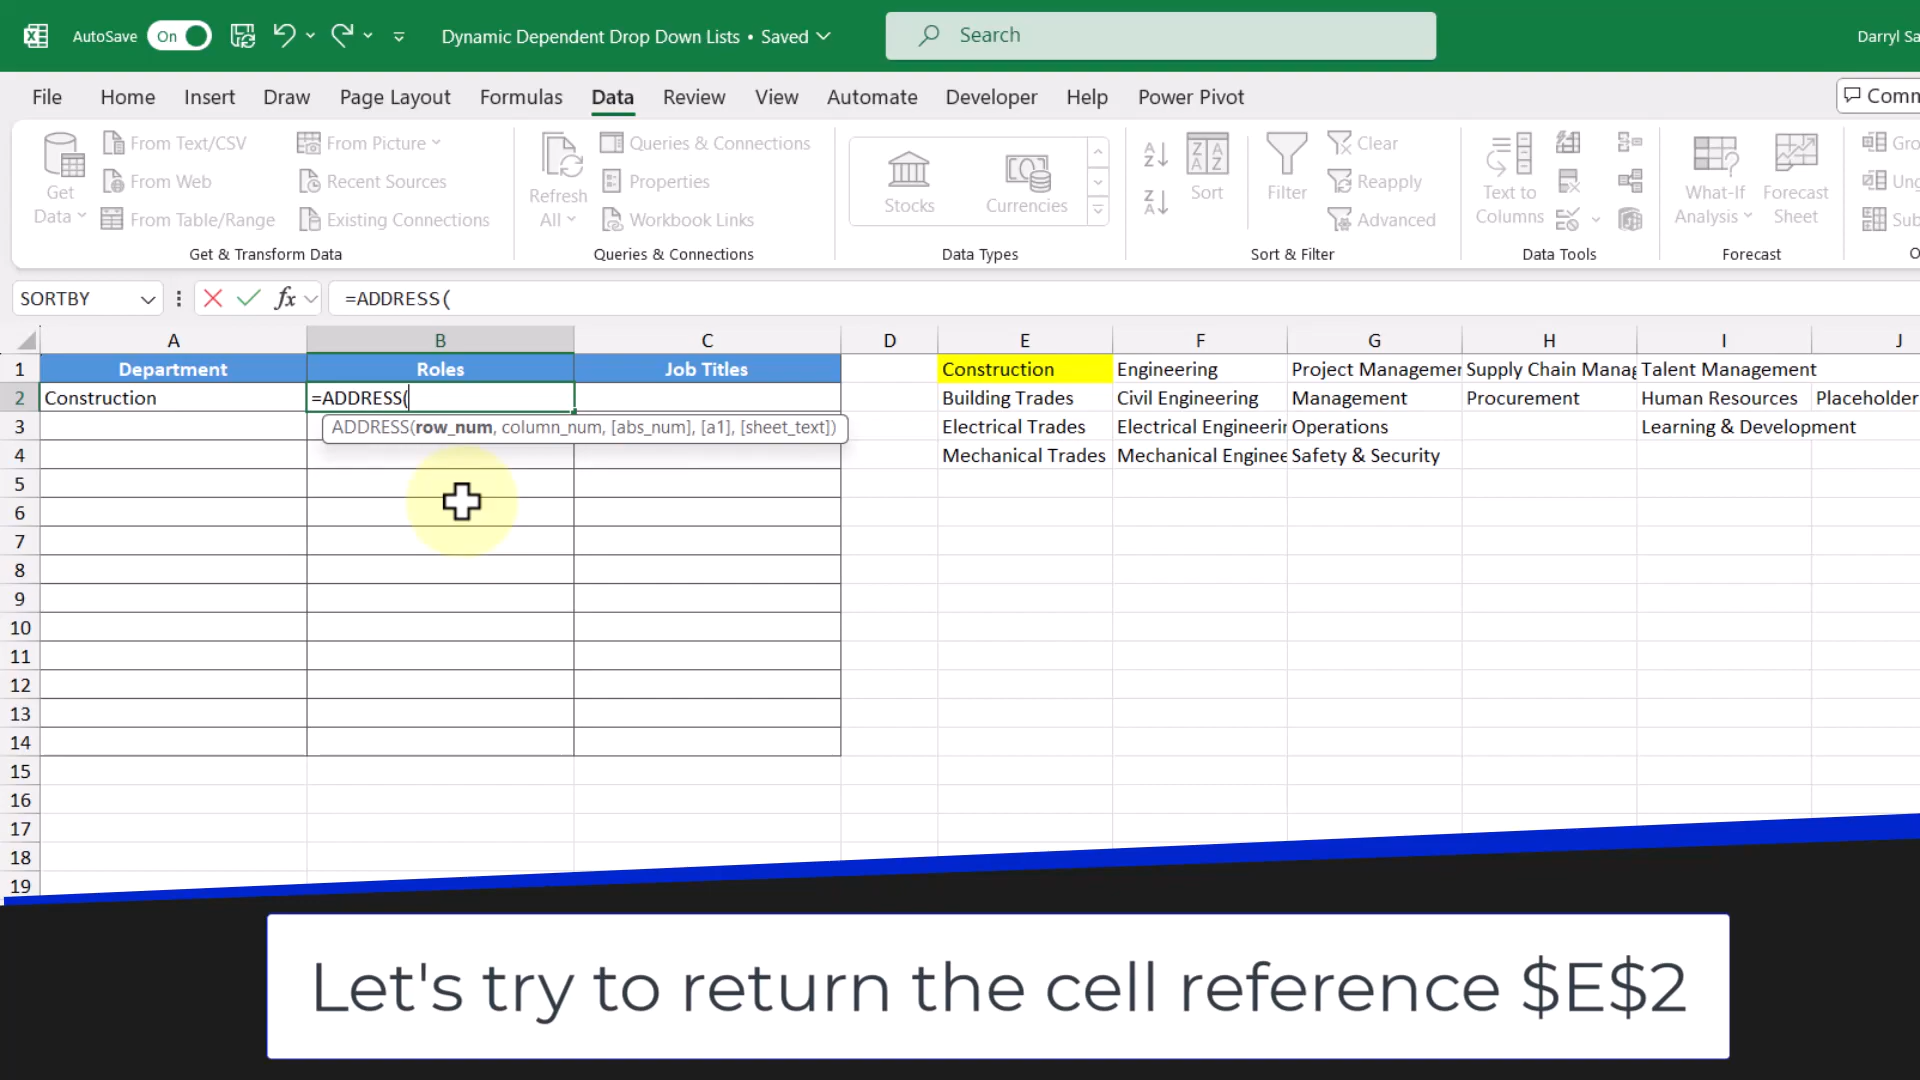 AutoSave On Dynamic Dependent Drop Down Lists • Saved Search Darryl Sa
File Home Insert Draw Page Layout Formulas Data Review View Automate Developer Help Power Pivot Comm
Get Data
From Text/CSV
From Web
From Table/Range
From Picture
Recent Sources
Existing Connections
Get & Transform Data
Refresh All
Queries & Connections
Properties
Workbook Links
Queries & Connections
Stocks
Currencies
Data Types
Sort
Filter
Clear
Reapply
Advanced
Sort & Filter
Text to Columns
Data Tools
What-If Analysis
Forecast Sheet
Forecast
Gro
Ung
Sub
O
SORTBY fx =ADDRESS(
A B C D E F G H I J
1 Department Roles Job Titles Construction Engineering Project Managemer Supply Chain Manag Talent Management
2 Construction =ADDRESS( Building Trades Civil Engineering Management Procurement Human Resources Placeholder
ADDRESS(row_num, column_num, [abs_num], [a1], [sheet_text])
3 Electrical Trades Electrical Engineerin Operations Learning & Development
4 Mechanical Trades Mechanical Enginee Safety & Security
5
6
7
8
9
10
11
12
13
14
15
16
17
18
19
Let's try to return the cell reference $E$2